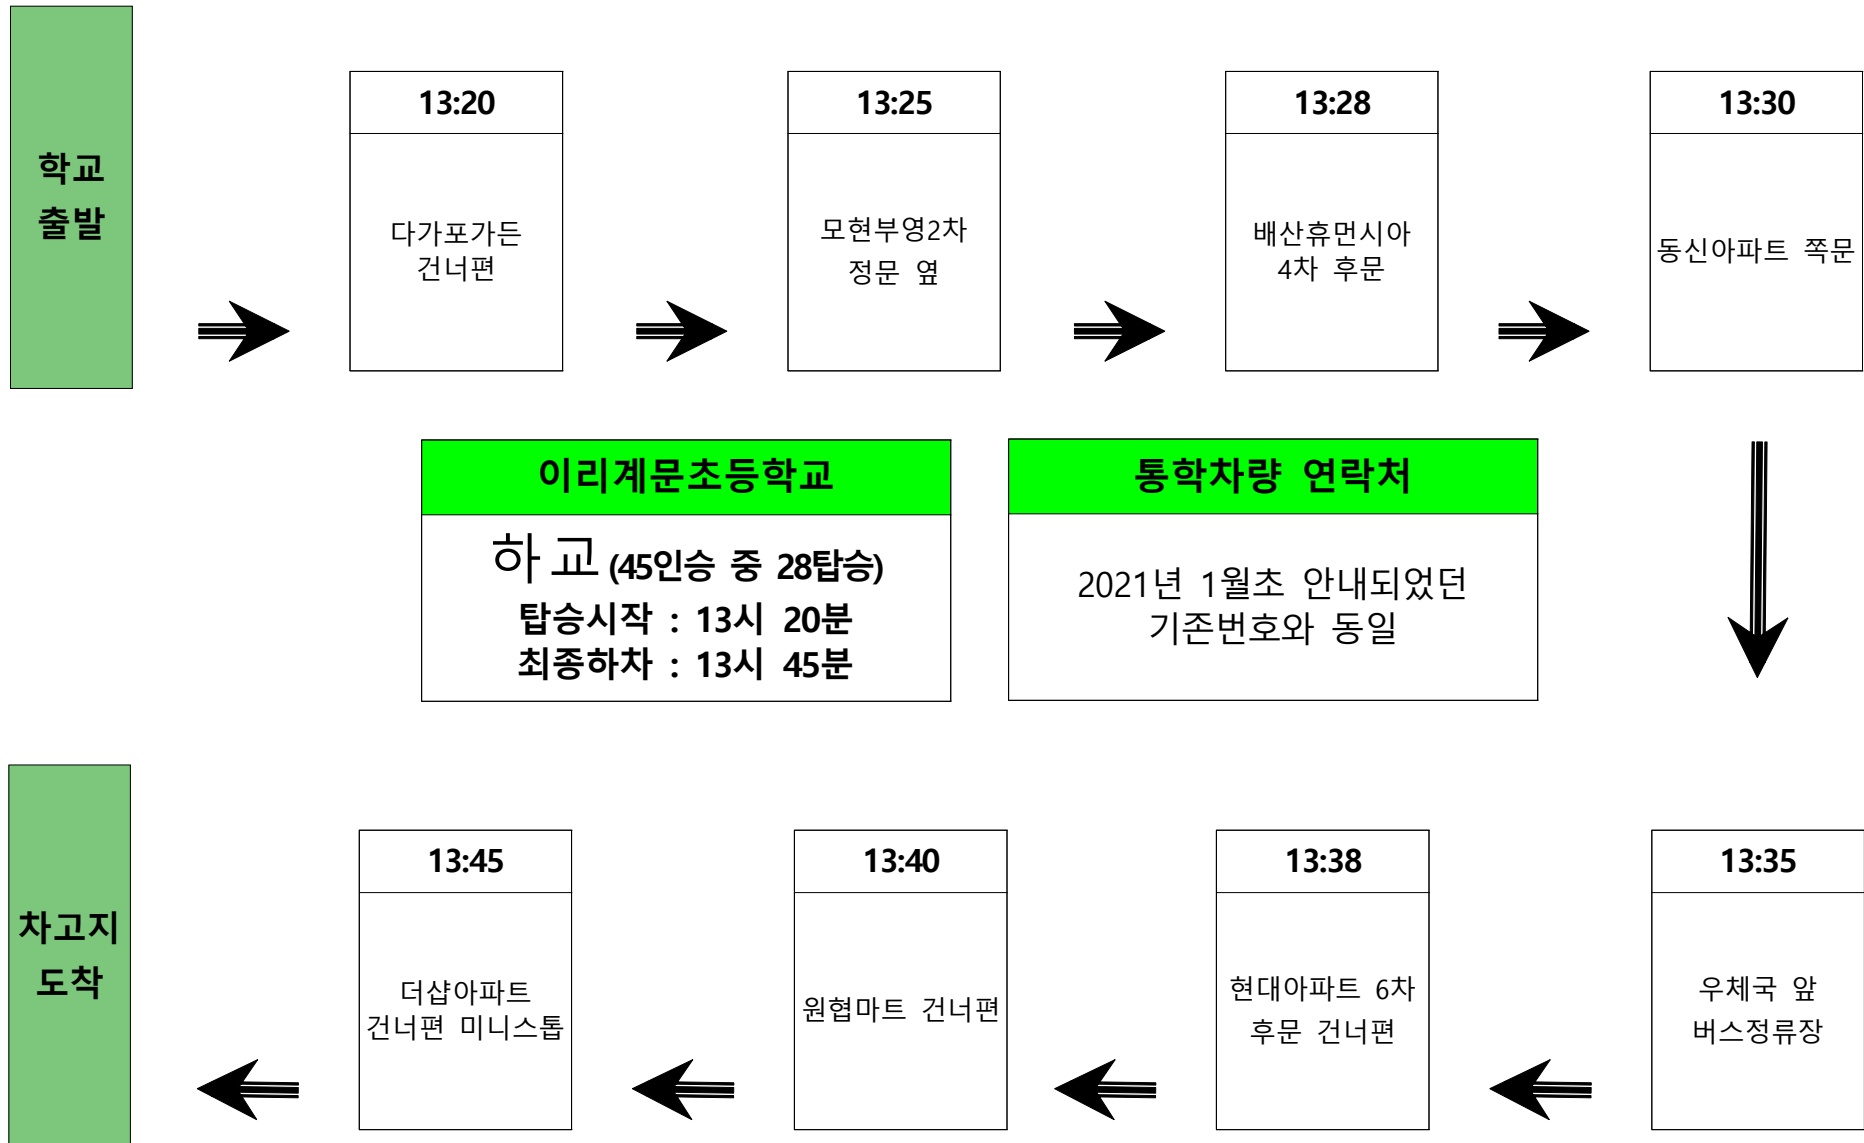 학교
출발
13:20
다가포가든
건너편
13:25
모현부영2차
정문 옆
13:28
배산휴먼시아
4차 후문
13:30
동신아파트 쪽문
이리계문초등학교
하교(45인승 중 28탑승)
탑승시작 : 13시 20분
최종하차 : 13시 45분
통학차량 연락처
2021년 1월초 안내되었던
기존번호와 동일
13:35
우체국 앞
버스정류장
13:38
현대아파트 6차
후문 건너편
13:40
원협마트 건너편
13:45
더샵아파트
건너편 미니스톱
차고지
도착